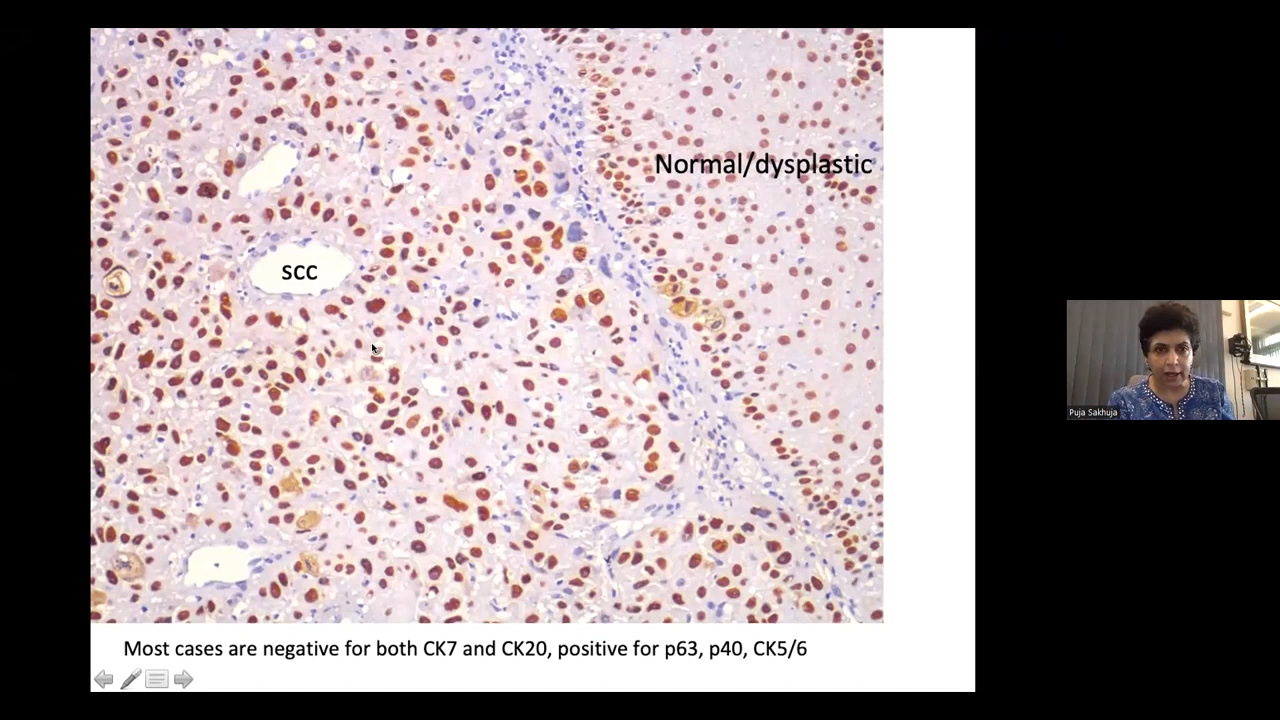 Normal/dysplastic
SCC
Most cases are negative for both CK7 and CK20, positive for p63, p40, CK5/6
Puja Sakhuja